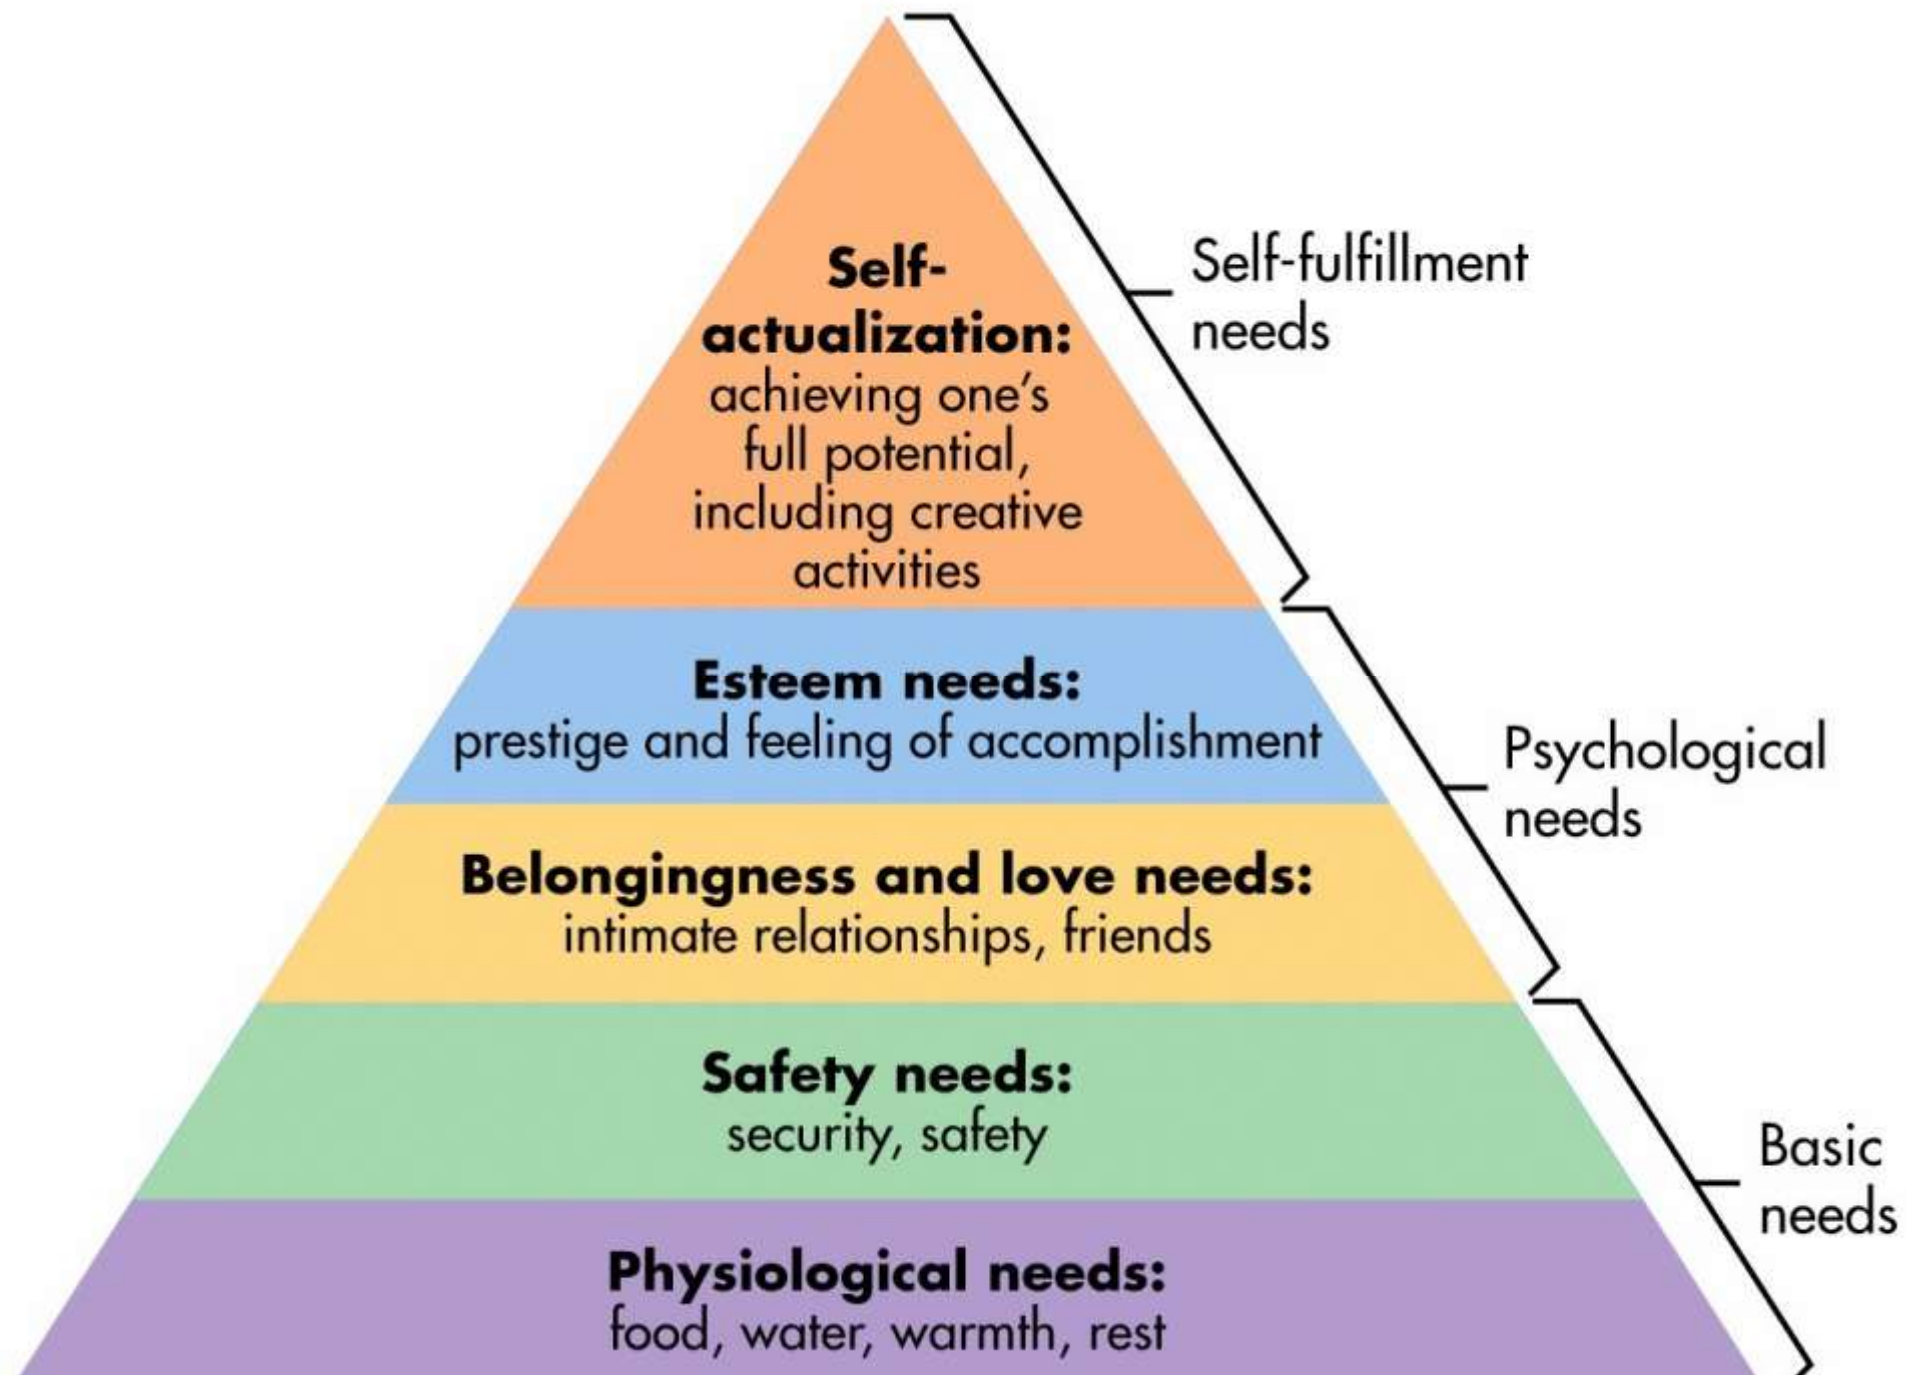 Self-
actualization:
achieving one's
full potential,
including creative
activities
Self-fulfillment
needs
Esteem needs:
prestige and feeling of accomplishment
Psychological
needs
Belongingness and love needs:
intimate relationships, friends
Safety needs:
security, safety
Basic
needs
Physiological needs:
food, water, warmth, rest